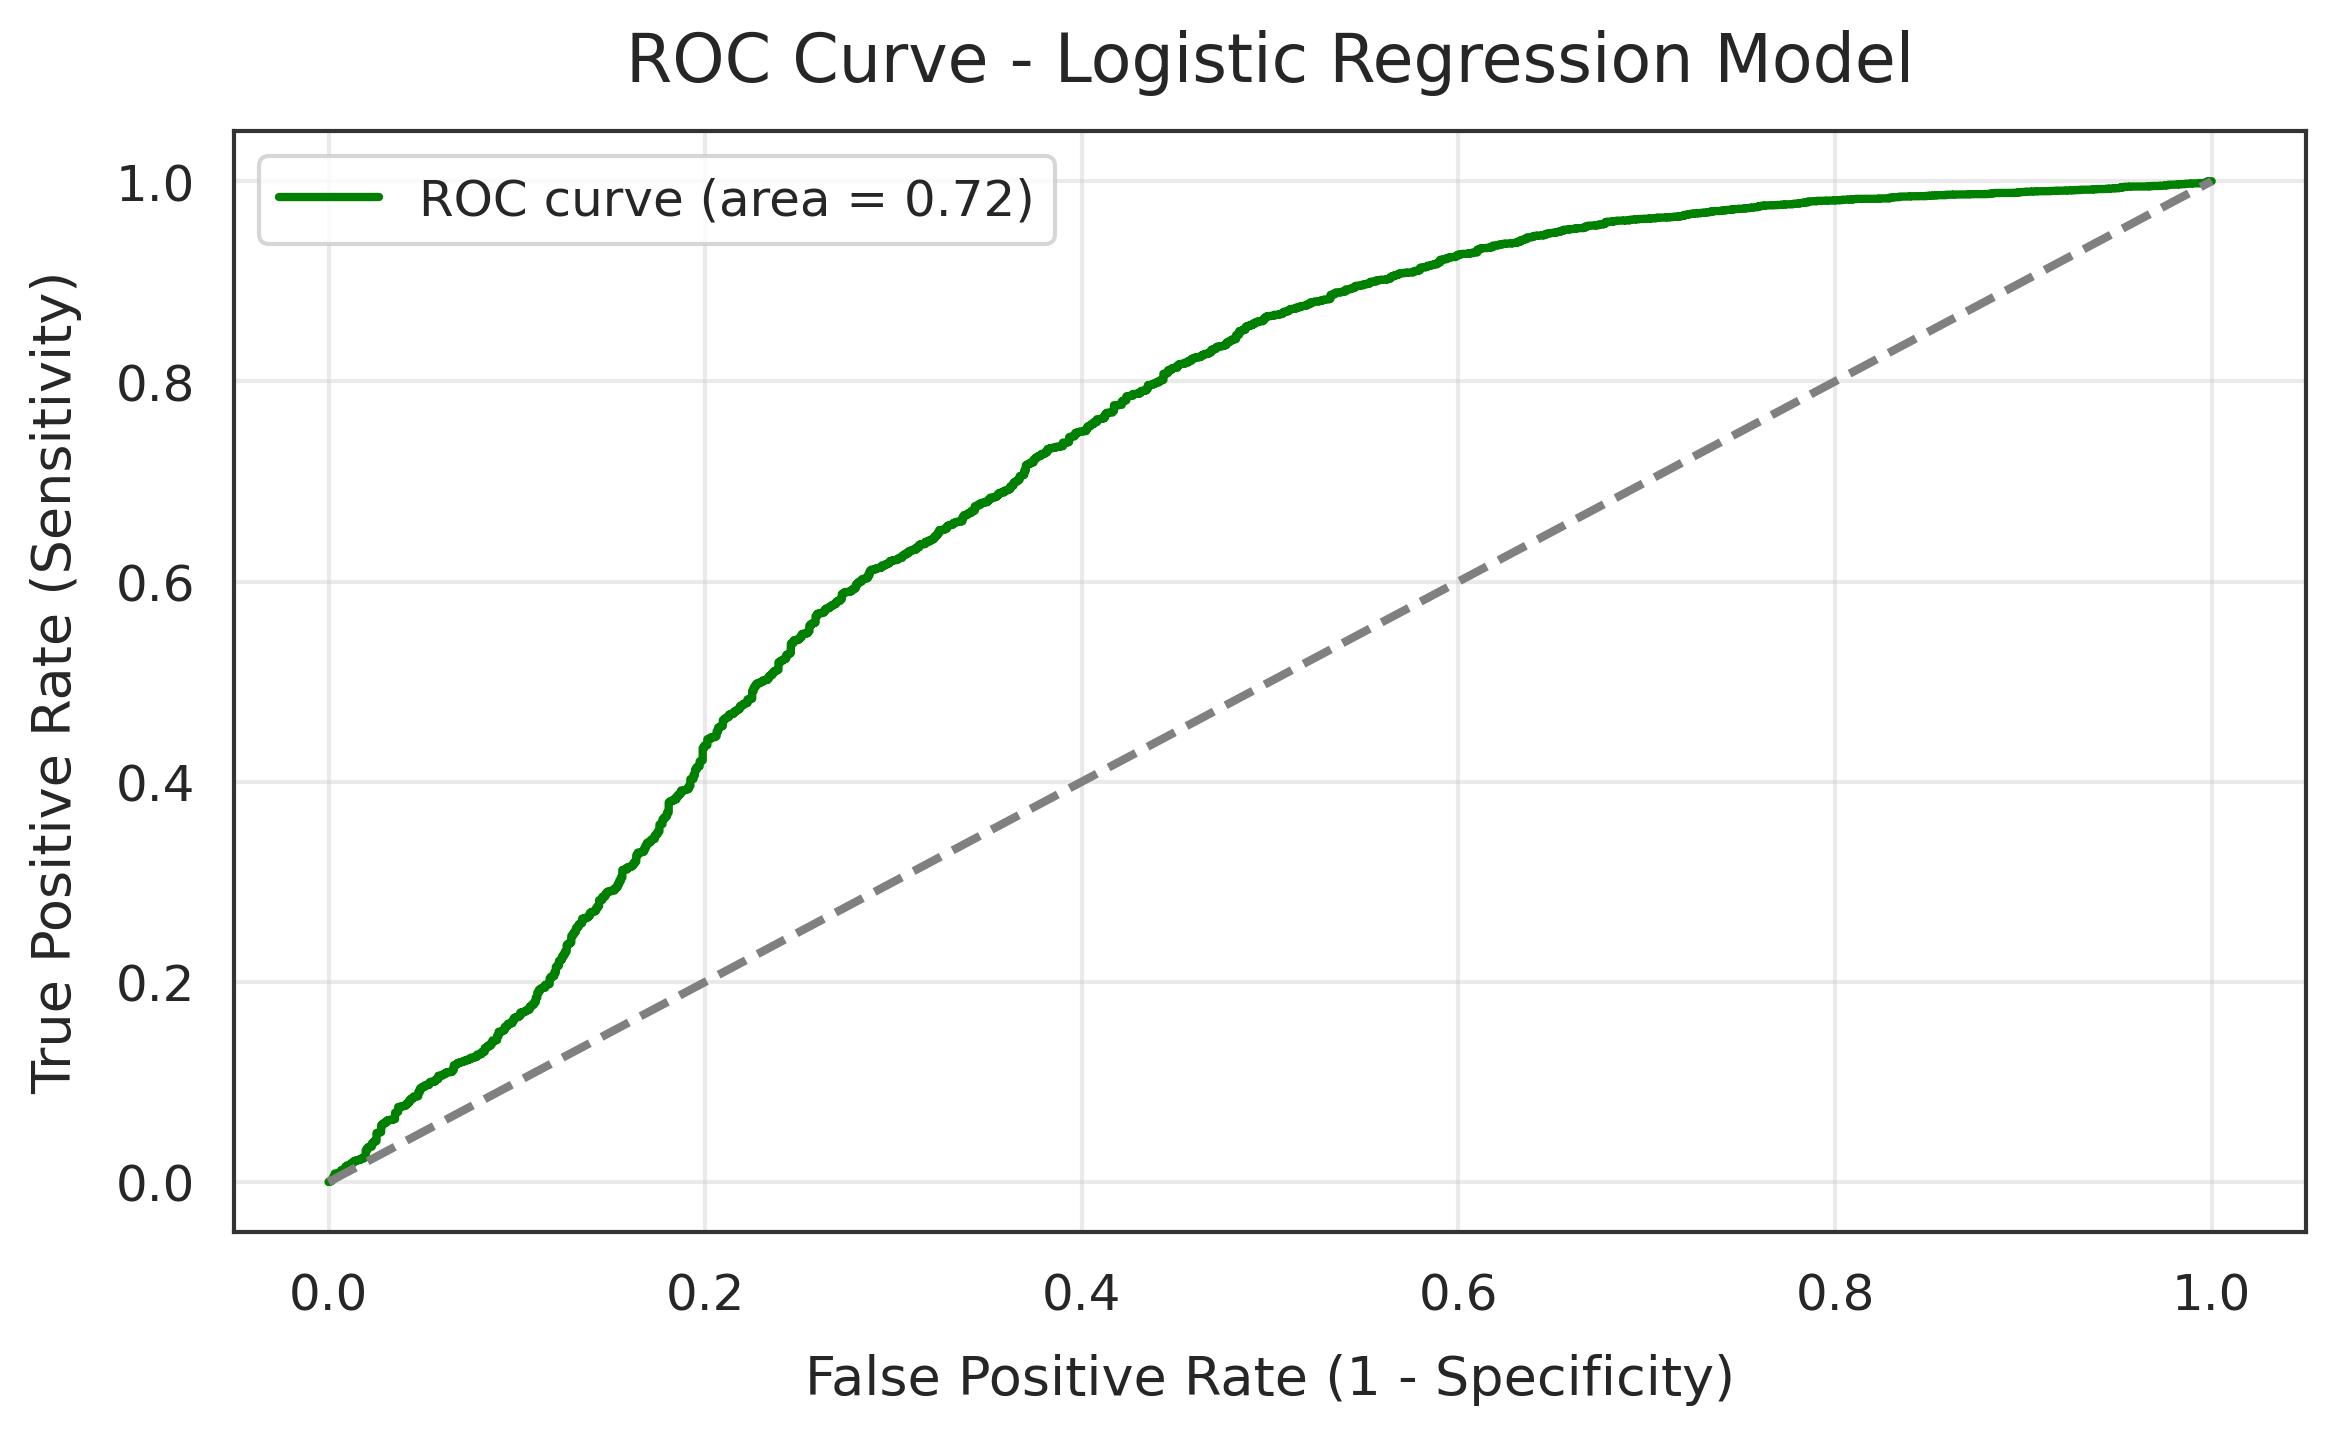 ROC Curve - Logistic Regression Model
ROC curve (area = 0.72)
True Positive Rate (Sensitivity)
1.0
0.8
0.6
0.4
0.2
0.0
0.0 0.2 0.4 0.6 0.8 1.0
False Positive Rate (1 - Specificity)